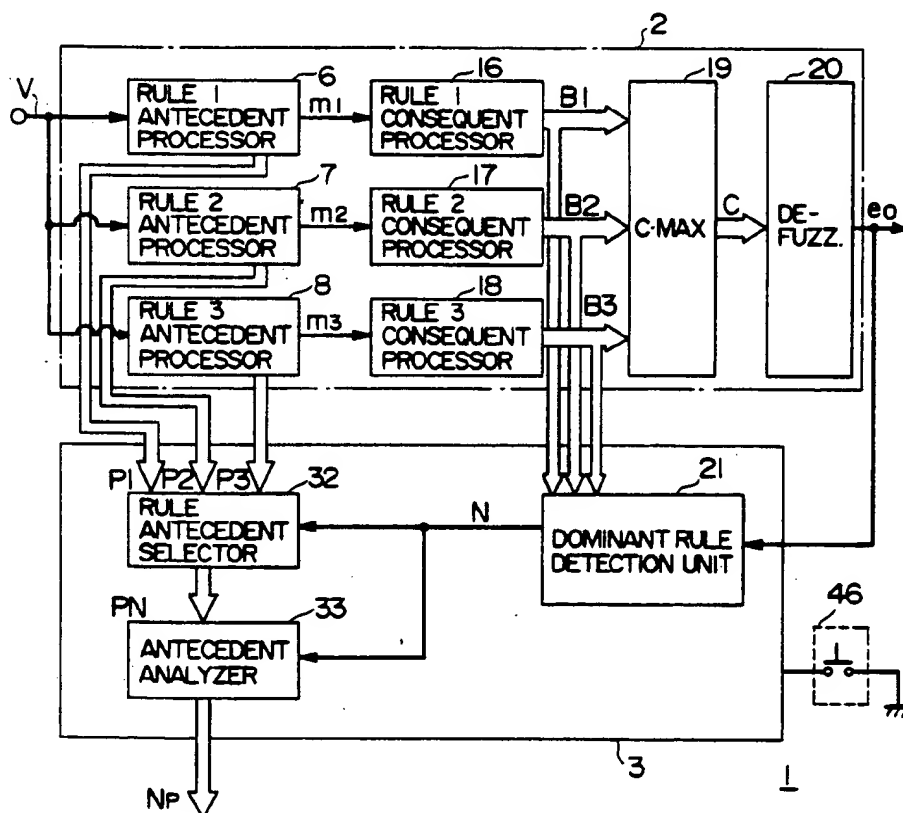 2
V
6
RULE 1
ANTECEDENT
PROCESSOR
m1
16
RULE 1
CONSEQUENT
PROCESSOR
B1
19
C-MAX
C
20
DE-
FUZZ.
eo
7
RULE 2
ANTECEDENT
PROCESSOR
m2
17
RULE 2
CONSEQUENT
PROCESSOR
B2
8
RULE 3
ANTECEDENT
PROCESSOR
m3
18
RULE 3
CONSEQUENT
PROCESSOR
B3
P1 P2 P3
32
RULE
ANTECEDENT
SELECTOR
N
21
DOMINANT RULE
DETECTION UNIT
PN
33
ANTECEDENT
ANALYZER
46
3
1
NP